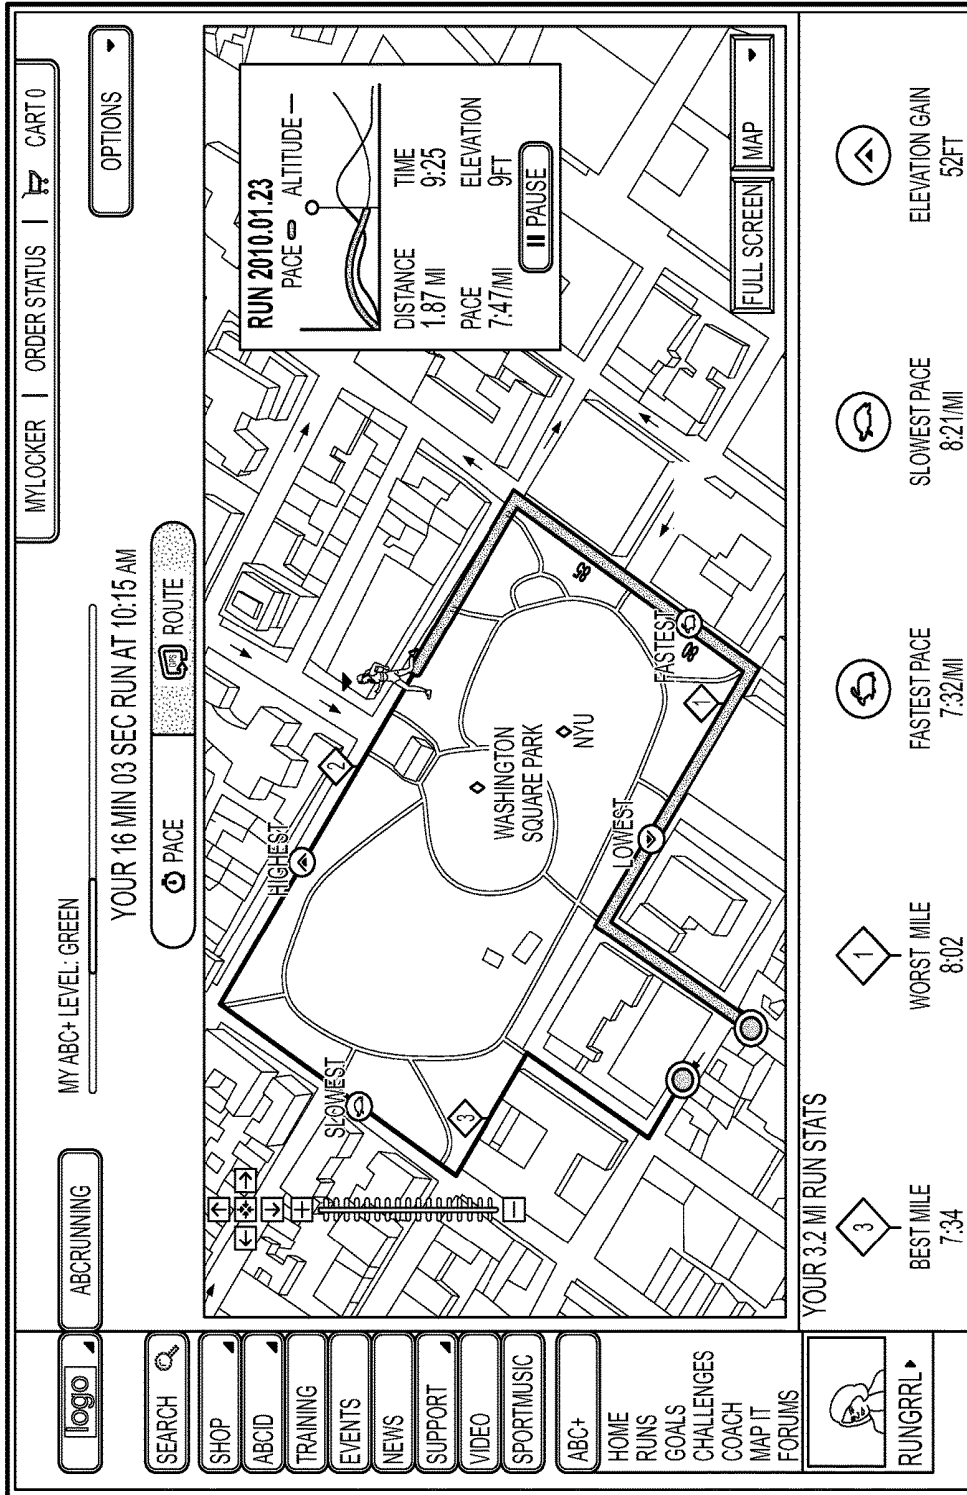 logo
ABCRUNNING
MY ABC+ LEVEL: GREEN
MYLOCKER | ORDER STATUS | CART 0
YOUR 16 MIN 03 SEC RUN AT 10:15 AM
OPTIONS
PACE
GPS
ROUTE
SEARCH
SHOP
ABCID
TRAINING
EVENTS
NEWS
SUPPORT
VIDEO
SPORTMUSIC
ABC+
HOME
RUNS
GOALS
CHALLENGES
COACH
MAP IT
FORUMS
RUNGRRL
SLOWEST
3
HIGHEST
2
WASHINGTON
SQUARE PARK
NYU
LOWEST
1
FASTEST
80
85
RUN 2010.01.23
PACE ALTITUDE
DISTANCE TIME
1.87 MI 9:25
PACE ELEVATION
7:47/MI 9FT
PAUSE
FULL SCREEN
MAP
YOUR 3.2 MI RUN STATS
3
BEST MILE
7:34
1
WORST MILE
8:02
FASTEST PACE
7:32/MI
SLOWEST PACE
8:21/MI
ELEVATION GAIN
52FT